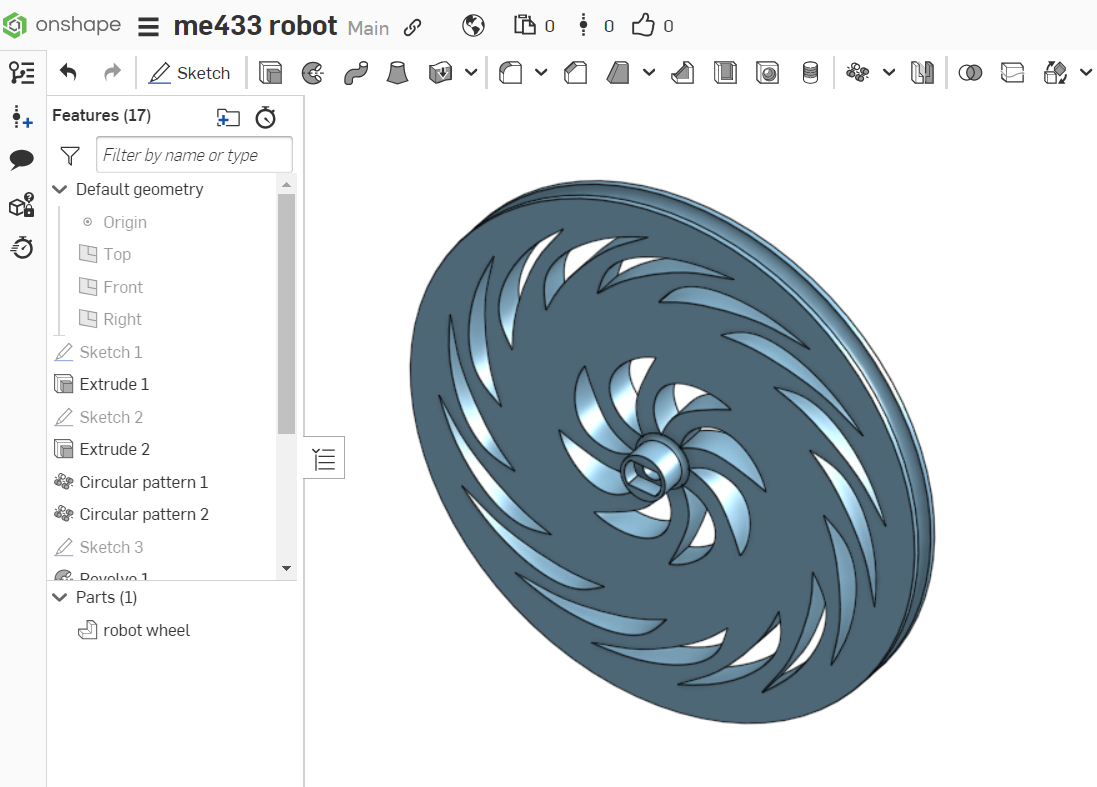 onshape me433 robot Main 0 0 0
Sketch
Features (17)
Filter by name or type
Default geometry
Origin
Top
Front
Right
Sketch 1
Extrude 1
Sketch 2
Extrude 2
Circular pattern 1
Circular pattern 2
Sketch 3
Revolve 1
Parts (1)
robot wheel